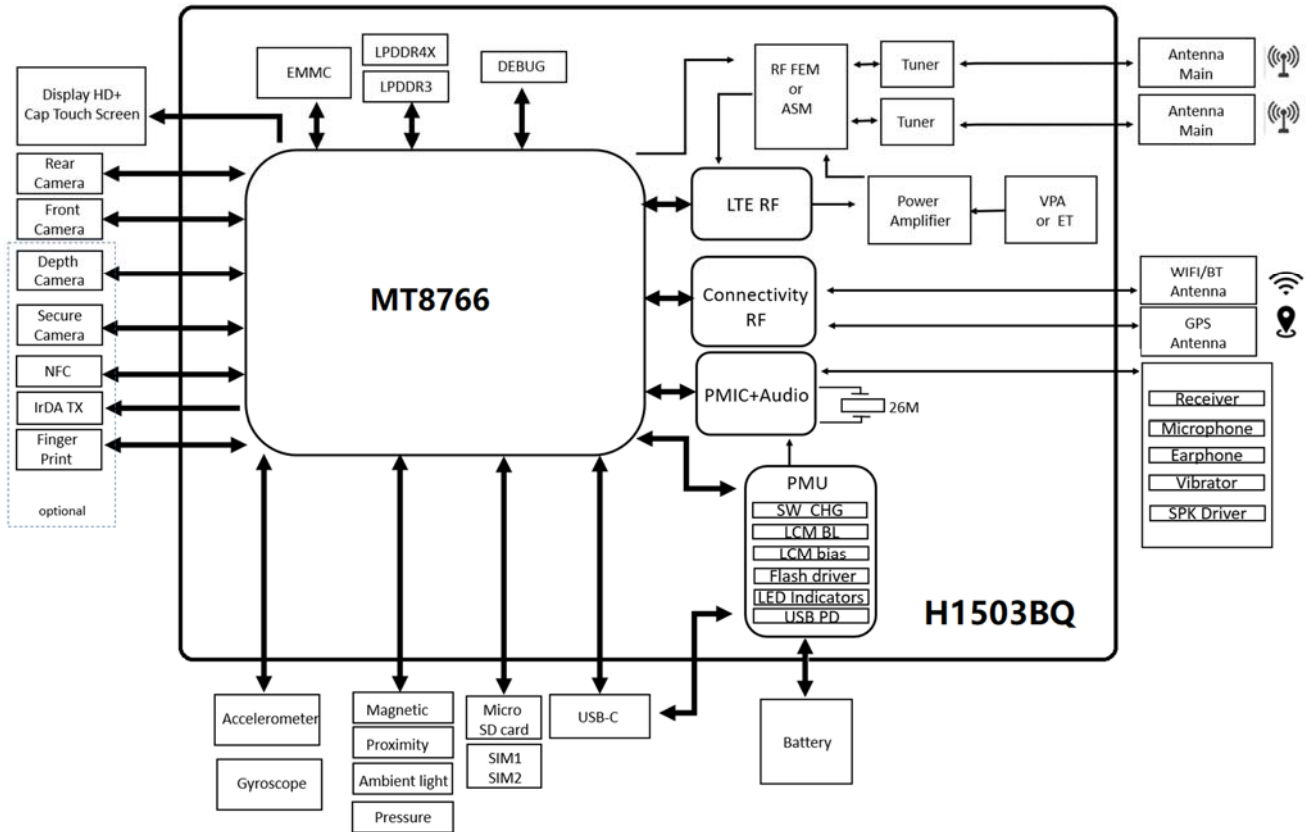 EMMC
LPDDR4X
LPDDR3
DEBUG
RF FEM
or
ASM
Tuner
Tuner
Antenna
Main
Antenna
Main
Display HD+
Cap Touch Screen
Rear
Camera
Front
Camera
Depth
Camera
Secure
Camera
NFC
IrDA TX
Finger
Print
optional
MT8766
LTE RF
Power
Amplifier
VPA
or ET
Connectivity
RF
WIFI/BT
Antenna
GPS
Antenna
PMIC+Audio
26M
Receiver
Microphone
Earphone
Vibrator
SPK Driver
PMU
SW CHG
LCM BL
LCM bias
Flash driver
LED Indicators
USB PD
H1503BQ
Accelerometer
Gyroscope
Magnetic
Proximity
Ambient light
Pressure
Micro
SD card
SIM1
SIM2
USB-C
Battery